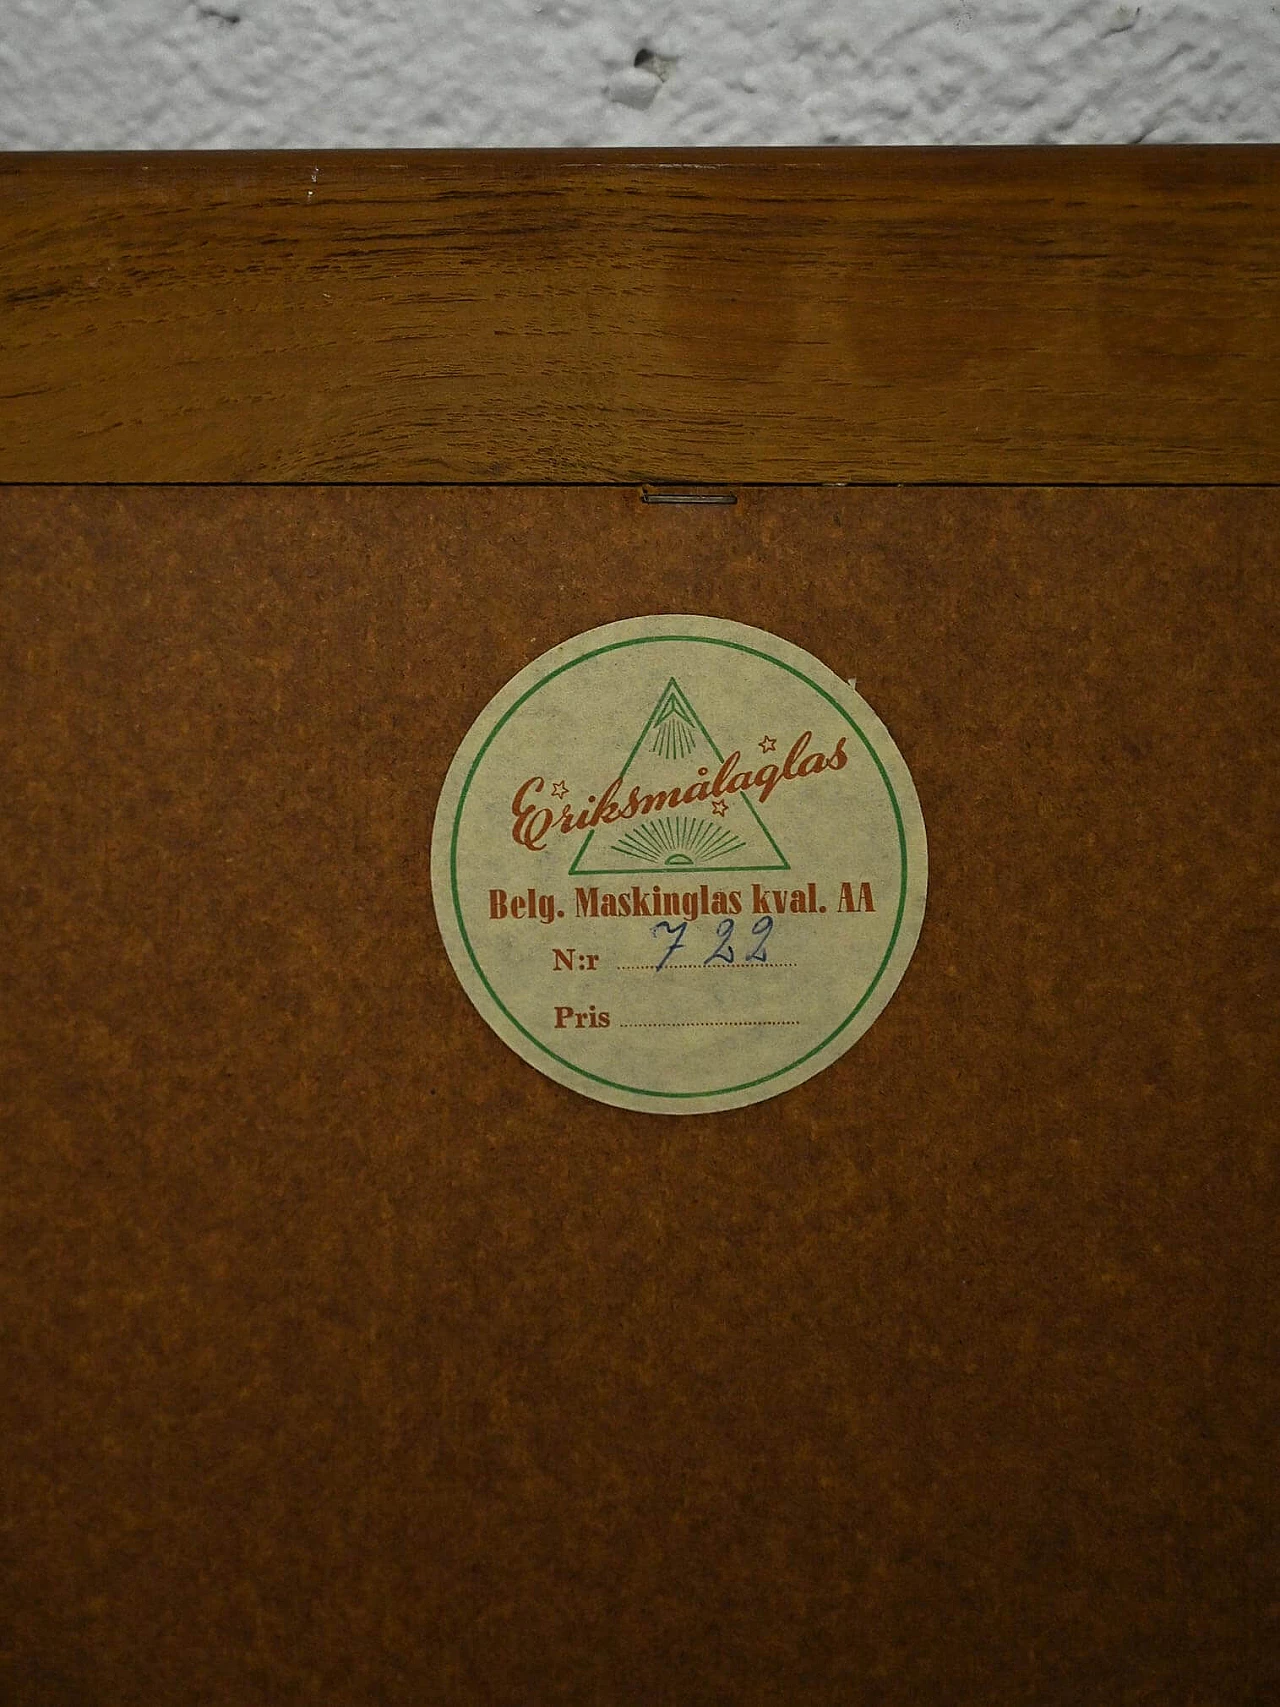 Eriksmålaglas
Belg. Maskinglas kval. AA
N:r 722
Pris